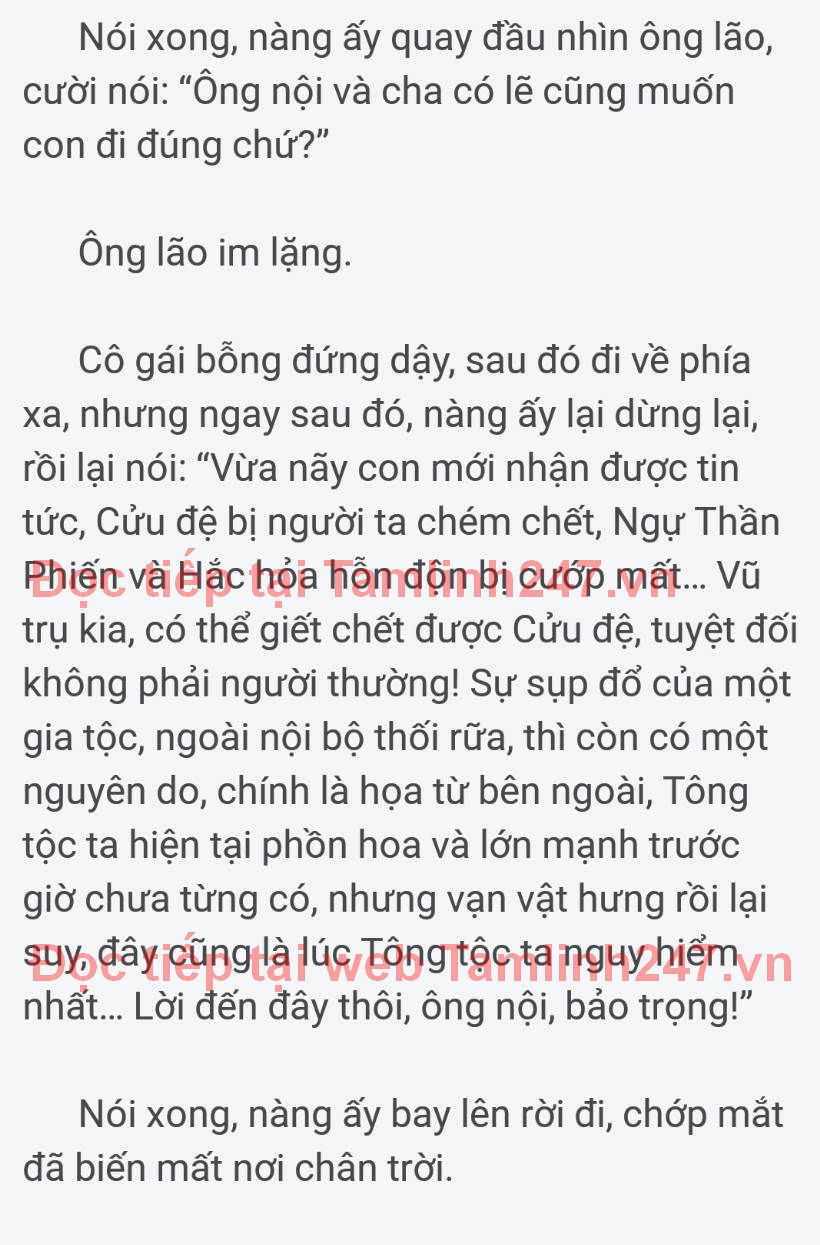 Nói xong, nàng ấy quay đầu nhìn ông lão,
cười nói: “Ông nội và cha có lẽ cũng muốn
con đi đúng chứ?”
Ông lão im lặng.
Cô gái bỗng đứng dậy, sau đó đi về phía
xa, nhưng ngay sau đó, nàng ấy lại dừng lại,
rồi lại nói: “Vừa nãy con mới nhận được tin
tức, Cửu đệ bị người ta chém chết, Ngự Thần
Phiến và Hắc hỏa hỗn độn bị cướp mất... Vũ
Đọc tiếp tại Tamlinh247.vn
trụ kia, có thể giết chết được Cửu đệ, tuyệt đối
không phải người thường! Sự sụp đổ của một
gia tộc, ngoài nội bộ thối rữa, thì còn có một
nguyên do, chính là họa từ bên ngoài, Tông
tộc ta hiện tại phồn hoa và lớn mạnh trước
giờ chưa từng có, nhưng vạn vật hưng rồi lại
suy, đây cũng là lúc Tông tộc ta nguy hiểm
Đọc tiếp tại web Tamlinh247.vn
nhất... Lời đến đây thôi, ông nội, bảo trọng!”
Nói xong, nàng ấy bay lên rời đi, chớp mắt
đã biến mất nơi chân trời.